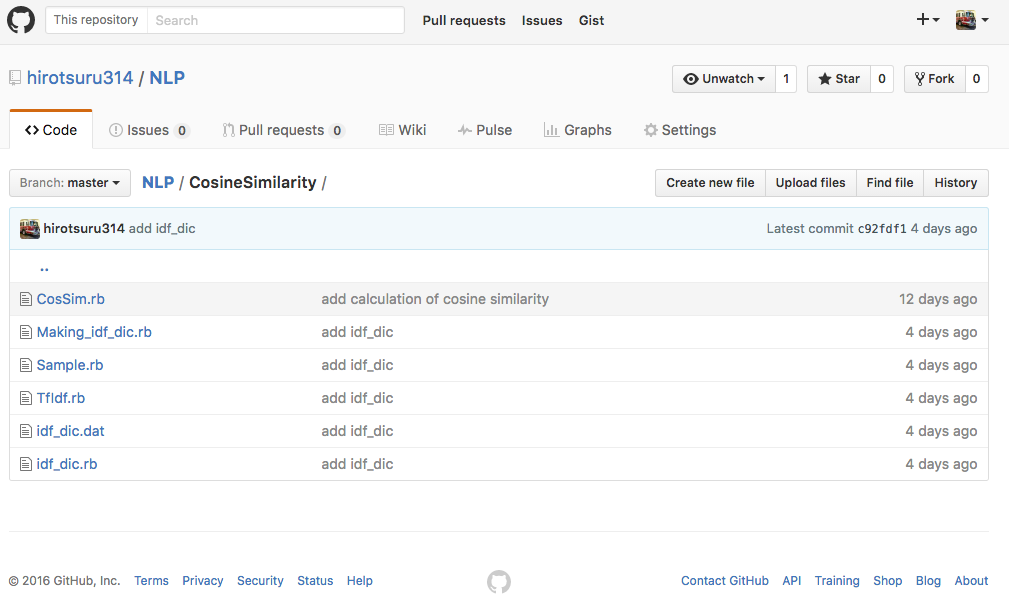 This repository Search Pull requests Issues Gist
hirotsuru314 / NLP Unwatch 1 Star 0 Fork 0
Code Issues 0 Pull requests 0 Wiki Pulse Graphs Settings
Branch: master NLP / CosineSimilarity / Create new file Upload files Find file History
hirotsuru314 add idf_dic Latest commit c92fdf1 4 days ago
..
CosSim.rb add calculation of cosine similarity 12 days ago
Making_idf_dic.rb add idf_dic 4 days ago
Sample.rb add idf_dic 4 days ago
TfIdf.rb add idf_dic 4 days ago
idf_dic.dat add idf_dic 4 days ago
idf_dic.rb add idf_dic 4 days ago
© 2016 GitHub, Inc. Terms Privacy Security Status Help Contact GitHub API Training Shop Blog About